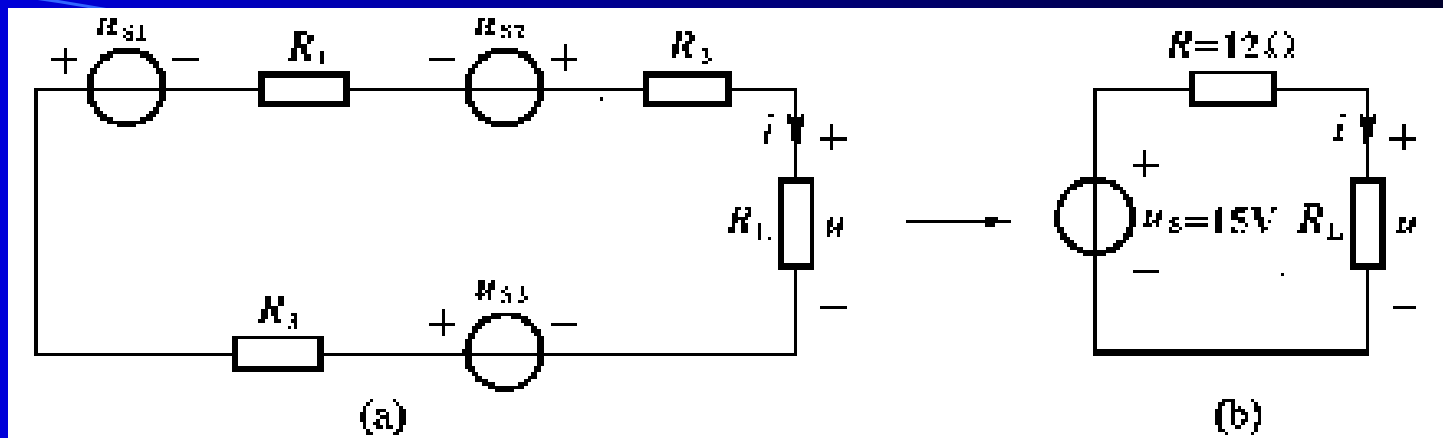 + uS1 − R1 − uS2 + R2
i +
RL u
−
R3 + uS3 −
(a)
R=12Ω
i +
+
uS=15V RL u
−
−
(b)